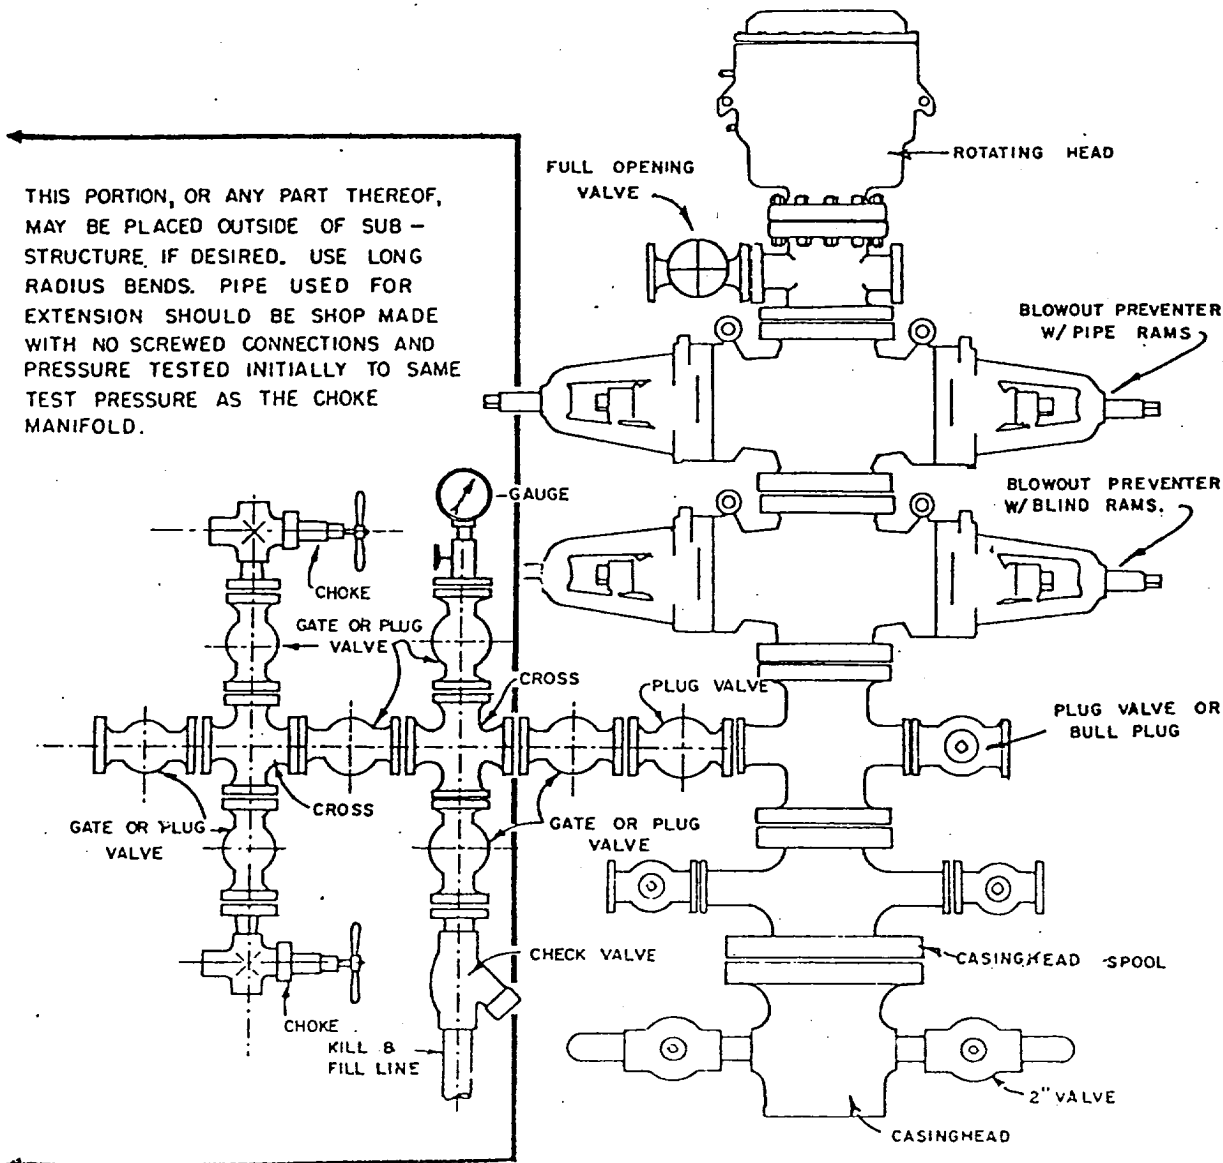 THIS PORTION, OR ANY PART THEREOF,
MAY BE PLACED OUTSIDE OF SUB-
STRUCTURE, IF DESIRED. USE LONG
RADIUS BENDS. PIPE USED FOR
EXTENSION SHOULD BE SHOP MADE
WITH NO SCREWED CONNECTIONS AND
PRESSURE TESTED INITIALLY TO SAME
TEST PRESSURE AS THE CHOKE
MANIFOLD.
FULL OPENING
VALVE
ROTATING HEAD
BLOWOUT PREVENTER
W/ PIPE RAMS
BLOWOUT PREVENTER
W/BLIND RAMS.
GAUGE
CHOKE
GATE OR PLUG
VALVE
CROSS
PLUG VALVE
PLUG VALVE OR
BULL PLUG
CROSS
GATE OR PLUG
VALVE
GATE OR PLUG
VALVE
CHECK VALVE
CASINGHEAD SPOOL
CHOKE
KILL &
FILL LINE
2" VALVE
CASINGHEAD